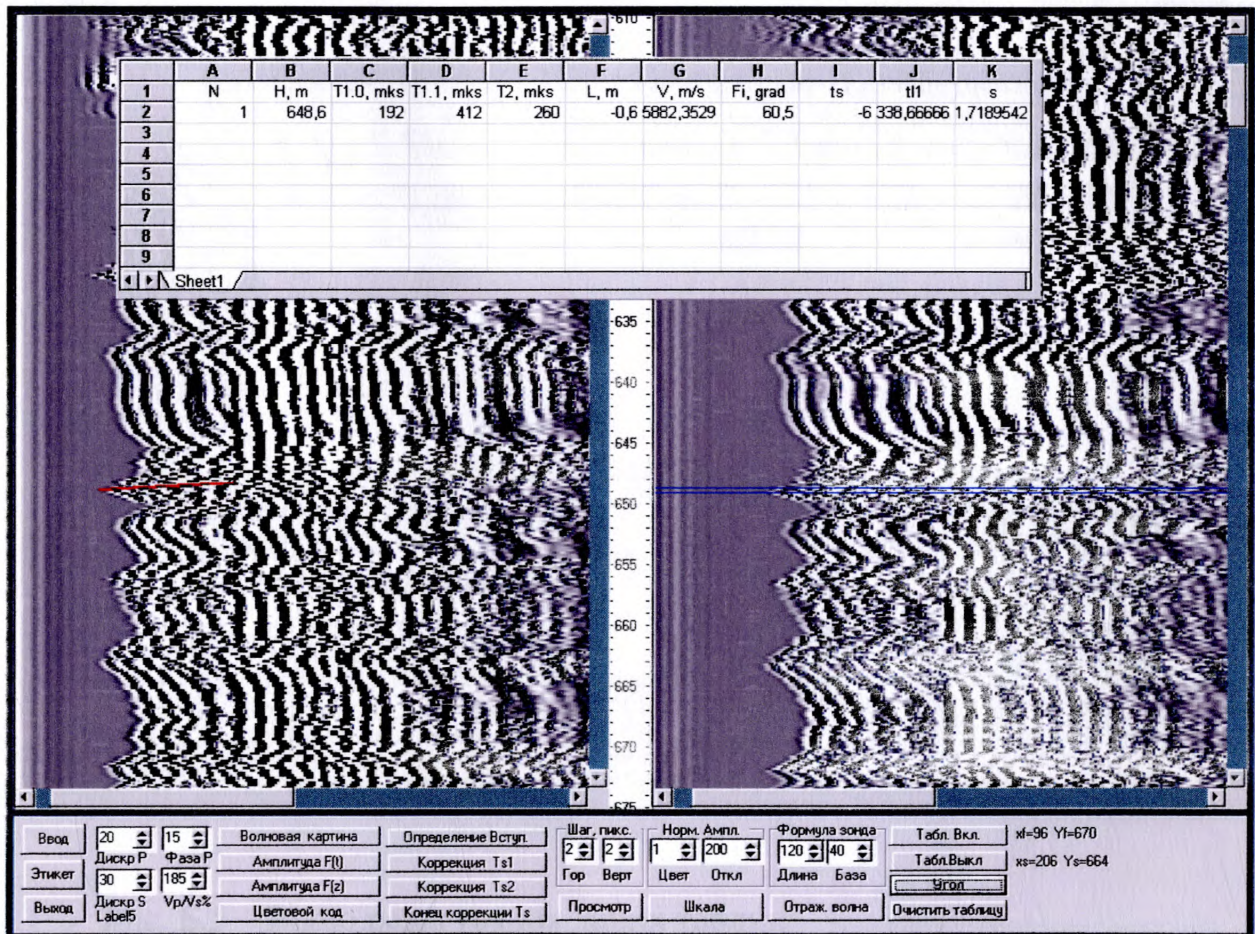 -610
A B C D E F G H I J K
1 N H, m T1.0, mks T1.1, mks T2, mks L, m V, m/s Fi, grad ts tl1 s
2 1 648,6 192 412 260 -0,6 5882,3529 60,5 -6 338,66666 1,7189542
3
4
5
6
7
8
9
Sheet1
-635
-640
-645
-650
-655
-660
-665
-670
-675
Ввод 20 15 Волновая картина Определение Вступ. Шаг, пикс. Норм. Ампл. Формула зонда Табл. Вкл. xf=96 Yf=670
Дискр P Фаза P 2 2 1 200 120 40
Этикет 30 185 Амплитуда F(t) Коррекция Ts1 Гор Верт Цвет Откл Длина База Табл.Выкл xs=206 Ys=664
Дискр S Vp/Vs% Амплитуда F(z) Коррекция Ts2 Угол
Выход Label5 Цветовой код Конец коррекции Ts Просмотр Шкала Отраж. волна Очистить таблицу